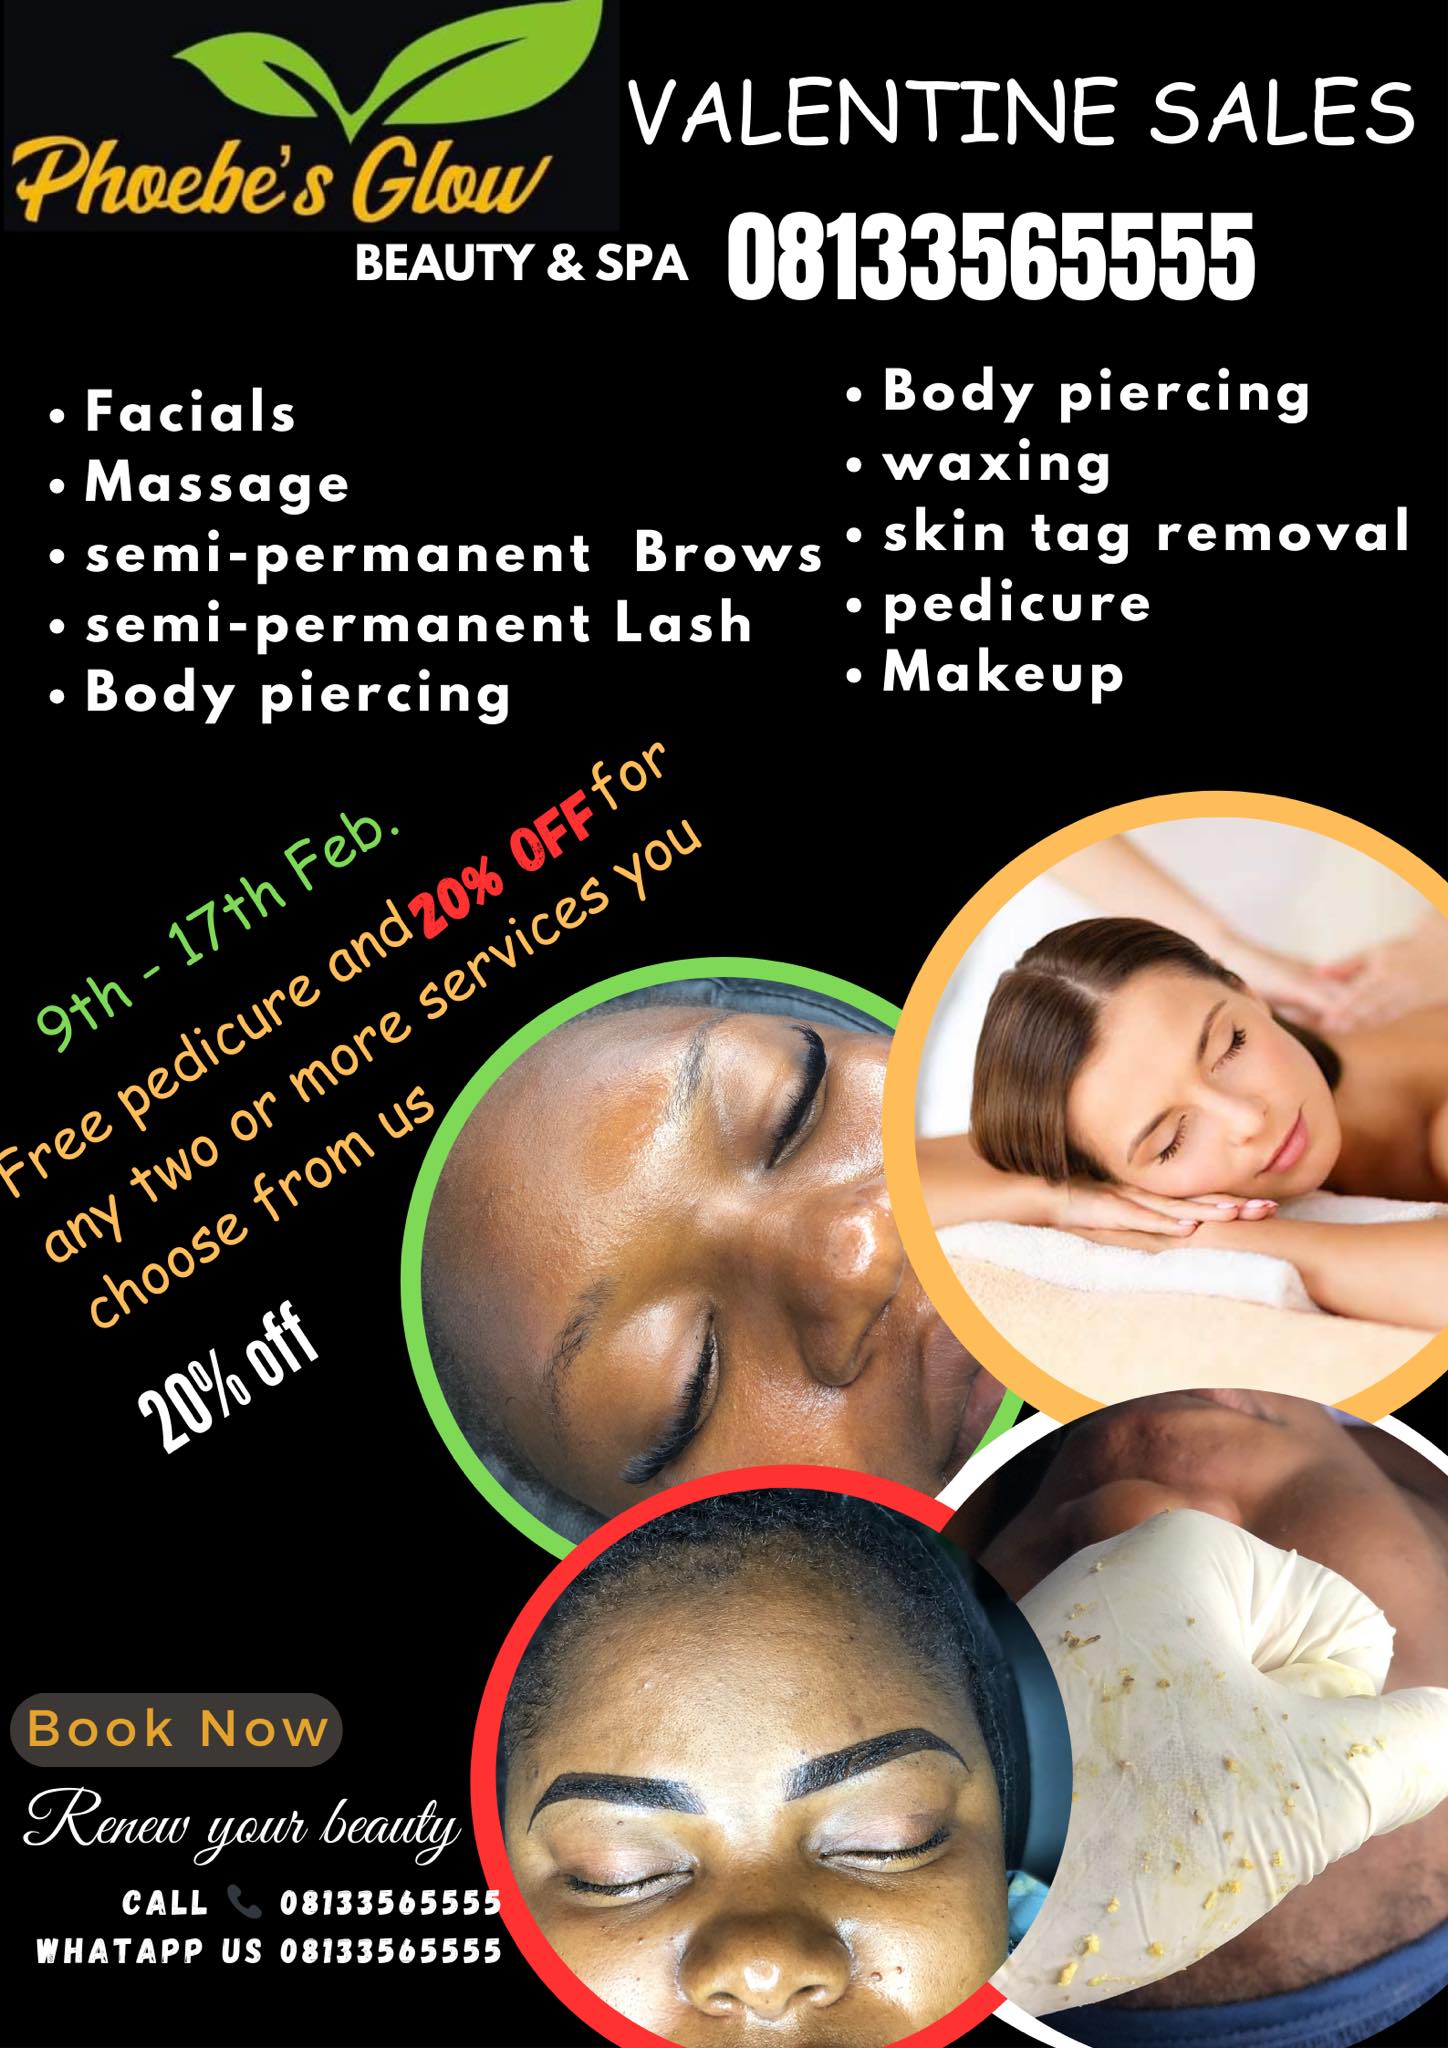 Phoebe's Glow
BEAUTY & SPA
VALENTINE SALES
08133565555
• Facials
• Massage
• semi-permanent Brows
• semi-permanent Lash
• Body piercing
• Body piercing
• waxing
• skin tag removal
• pedicure
• Makeup
9th - 17th Feb.
Free pedicure and 20% OFF for
any two or more services you
choose from us
20% off
Book Now
Renew your beauty
CALL 📞 08133565555
WHATAPP US 08133565555